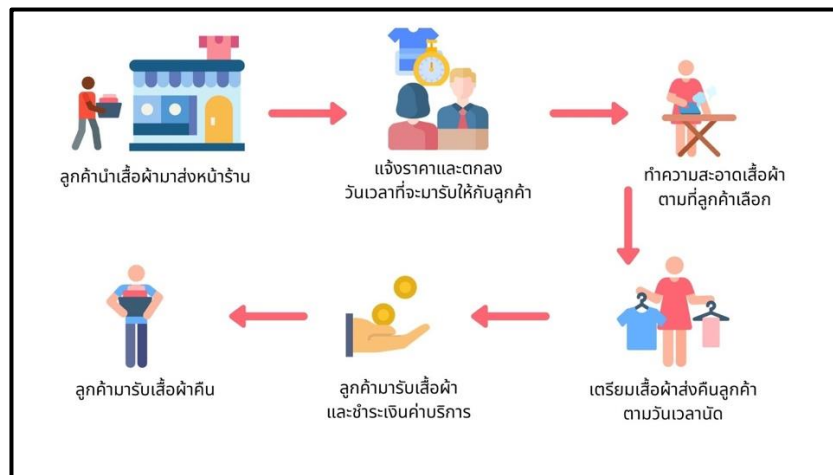 ลูกค้านำเสื้อผ้ามาส่งหน้าร้าน
แจ้งราคาและตกลง
วันเวลาที่จะมารับให้กับลูกค้า
ทำความสะอาดเสื้อผ้า
ตามที่ลูกค้าเลือก
เตรียมเสื้อผ้าส่งคืนลูกค้า
ตามวันเวลานัด
ลูกค้ามารับเสื้อผ้า
และชำระเงินค่าบริการ
ลูกค้ามารับเสื้อผ้าคืน